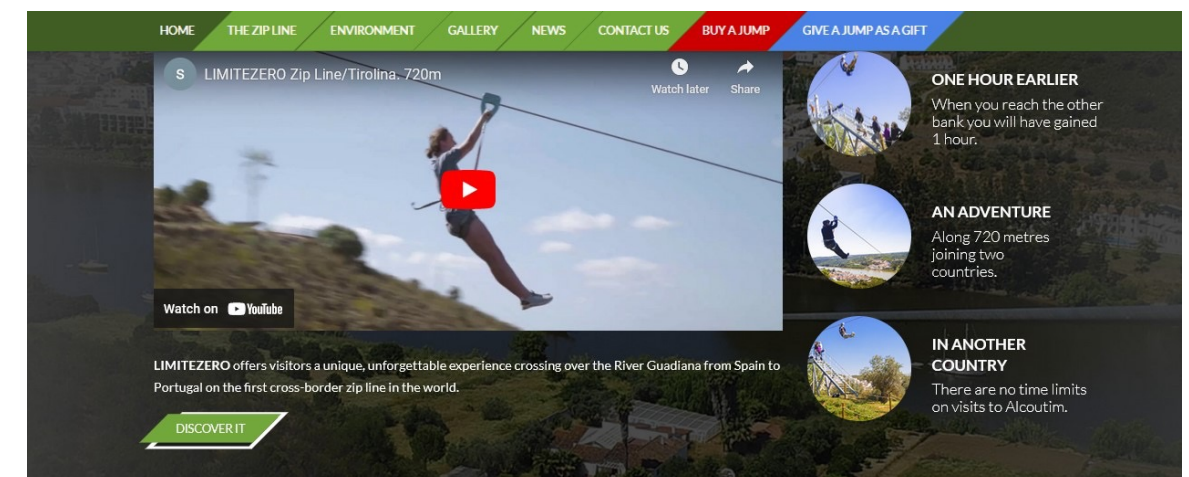 HOME THE ZIP LINE ENVIRONMENT GALLERY NEWS CONTACT US BUY A JUMP GIVE A JUMP AS A GIFT
S LIMITEZERO Zip Line/Tirolina. 720m
Watch later Share
Watch on YouTube
LIMITEZERO offers visitors a unique, unforgettable experience crossing over the River Guadiana from Spain to
Portugal on the first cross-border zip line in the world.
DISCOVER IT
ONE HOUR EARLIER
When you reach the other
bank you will have gained
1 hour.
AN ADVENTURE
Along 720 metres
joining two
countries.
IN ANOTHER
COUNTRY
There are no time limits
on visits to Alcoutim.